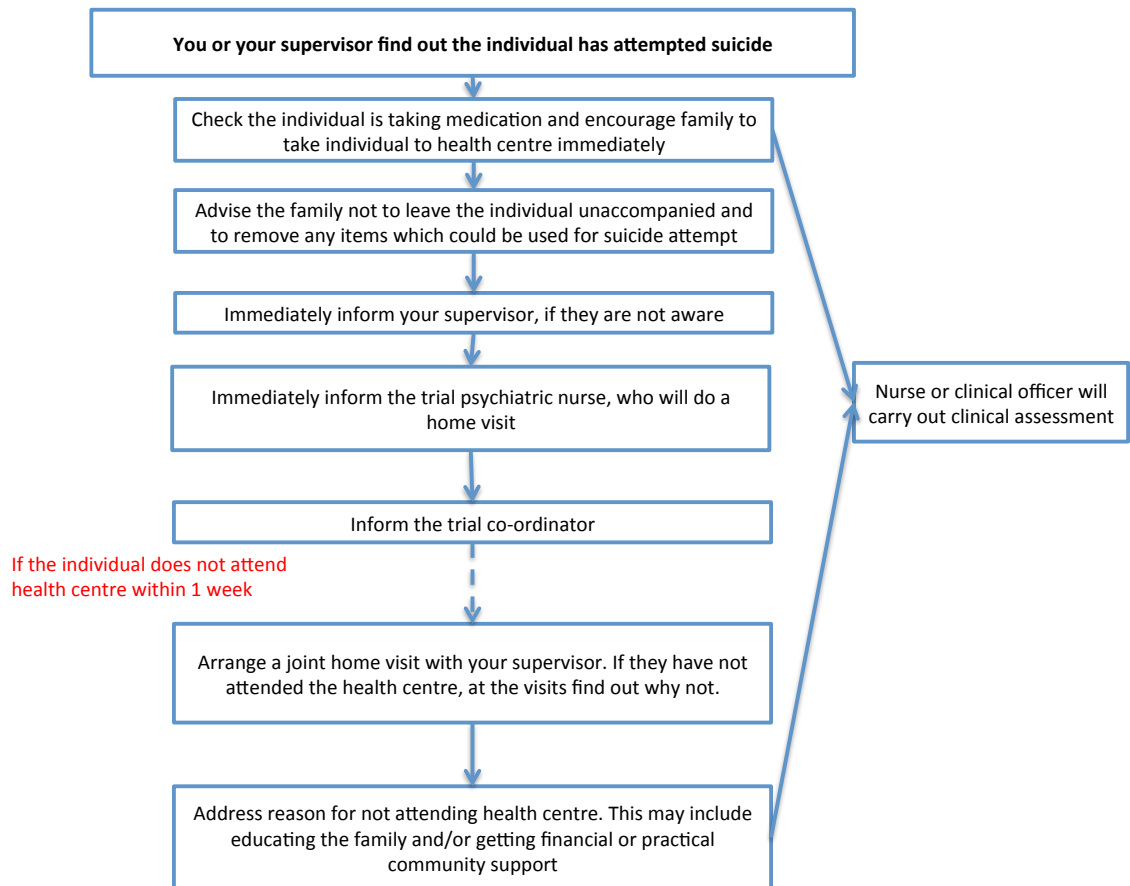 You or your supervisor find out the individual has attempted suicide
Check the individual is taking medication and encourage family to
take individual to health centre immediately
Advise the family not to leave the individual unaccompanied and
to remove any items which could be used for suicide attempt
Immediately inform your supervisor, if they are not aware
Immediately inform the trial psychiatric nurse, who will do a
home visit
Nurse or clinical officer will
carry out clinical assessment
Inform the trial co-ordinator
If the individual does not attend
health centre within 1 week
Arrange a joint home visit with your supervisor. If they have not
attended the health centre, at the visits find out why not.
Address reason for not attending health centre. This may include
educating the family and/or getting financial or practical
community support